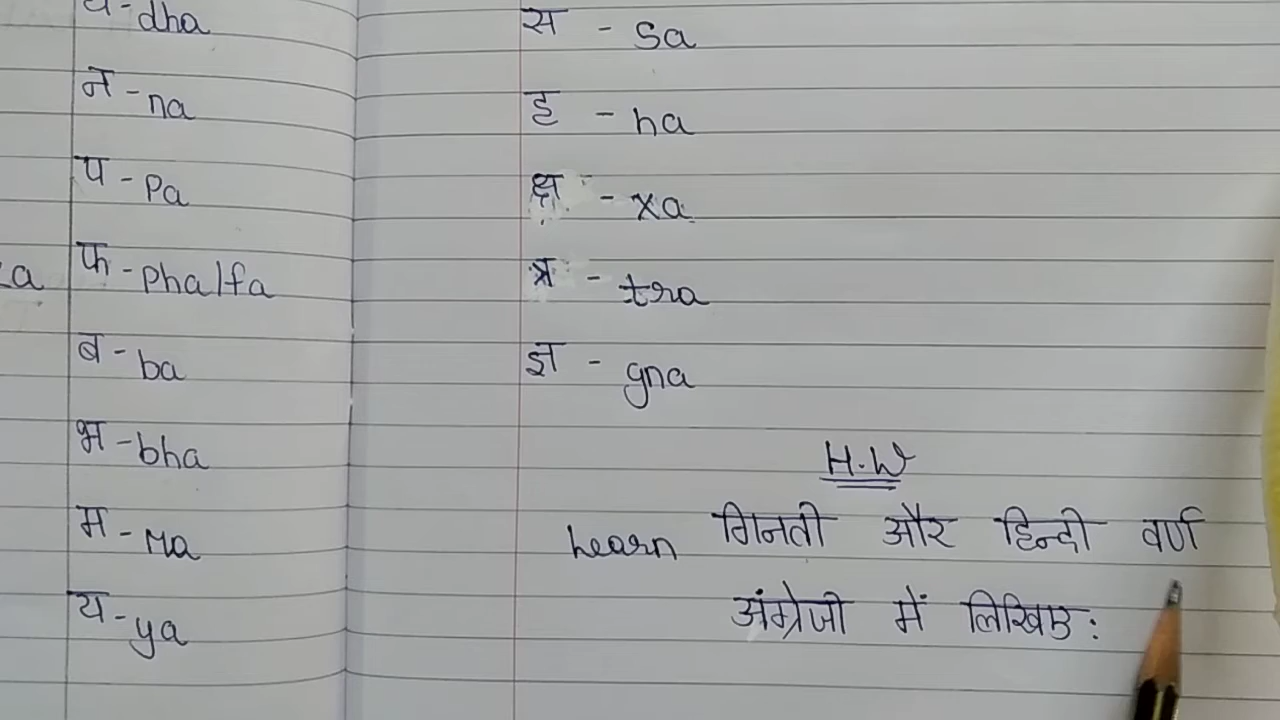 ध - dha
न - na
प - Pa
फ - Phalfa
ब - ba
भ - bha
म - Ma
य - ya
स - Sa
ह - ha
क्ष - xa
त्र - tra
ज्ञ - gna
H.W
Learn गिनती और हिन्दी वर्ण
अंग्रेजी में लिखिए: